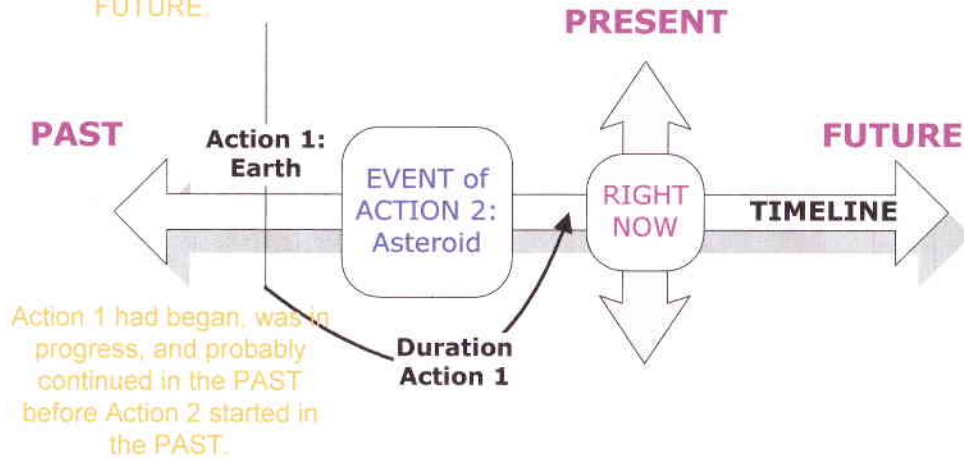 FUTURE.
PRESENT
PAST
Action 1:
Earth
EVENT of
ACTION 2:
Asteroid
RIGHT
NOW
FUTURE
TIMELINE
Duration
Action 1
Action 1 had began, was in
progress, and probably
continued in the PAST
before Action 2 started in
the PAST.